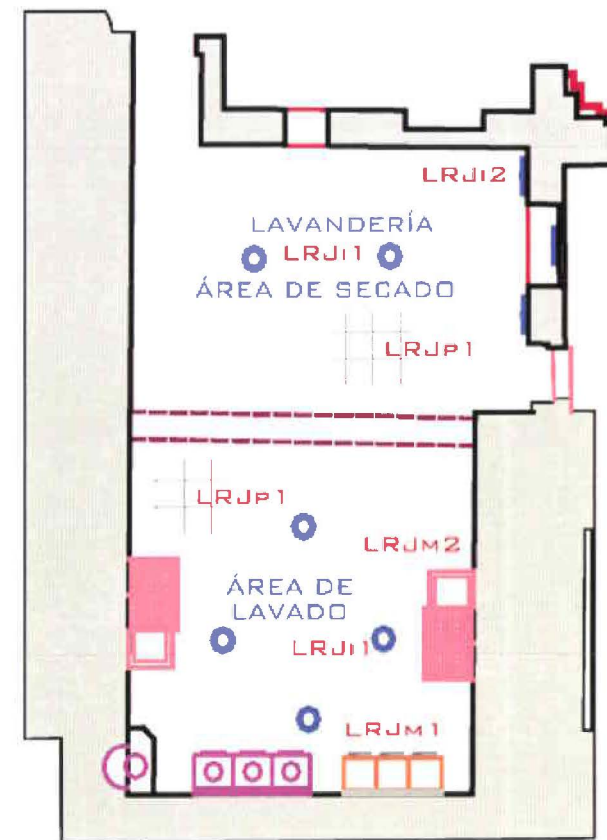 LRJI2
LAVANDERÍA
LRJI1
ÁREA DE SECADO
LRJP1
LRJP1
LRJM2
ÁREA DE
LAVADO
LRJI1
LRJM1